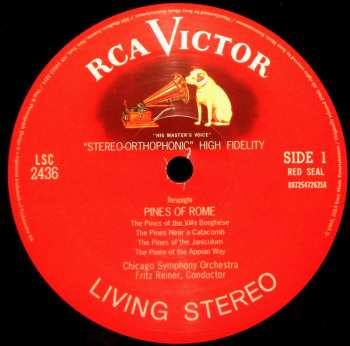 RCA VICTOR
"HIS MASTER'S VOICE"
"STEREO-ORTHOPHONIC" HIGH FIDELITY
LSC
2436
SIDE 1
RED SEAL
88725472625A
Respighi
PINES OF ROME
The Pines of the Villa Borghese
The Pines Near a Catacomb
The Pines of the Janiculum
The Pines of the Appian Way
Chicago Symphony Orchestra
Fritz Reiner, Conductor
LIVING STEREO